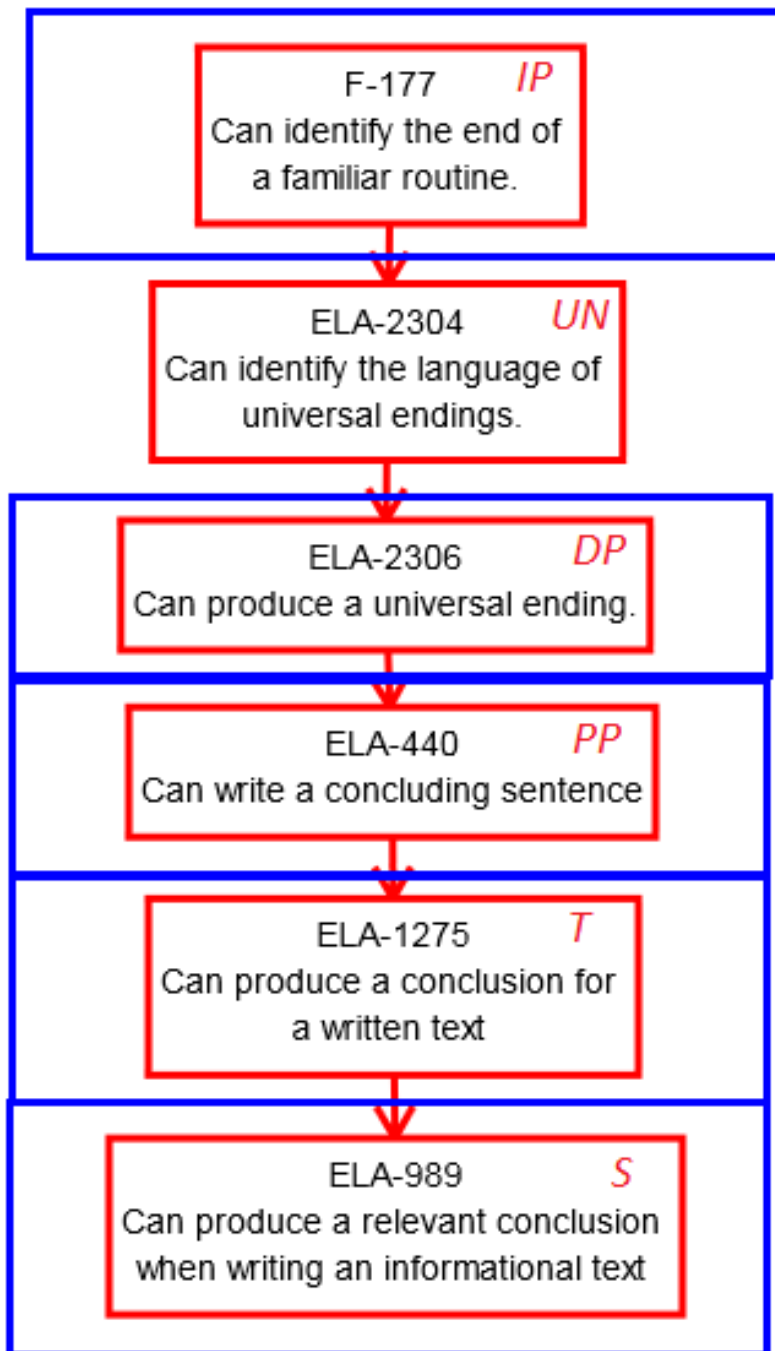 F-177 IP
Can identify the end of
a familiar routine.
ELA-2304 UN
Can identify the language of
universal endings.
ELA-2306 DP
Can produce a universal ending.
ELA-440 PP
Can write a concluding sentence
ELA-1275 T
Can produce a conclusion for
a written text
ELA-989 S
Can produce a relevant conclusion
when writing an informational text